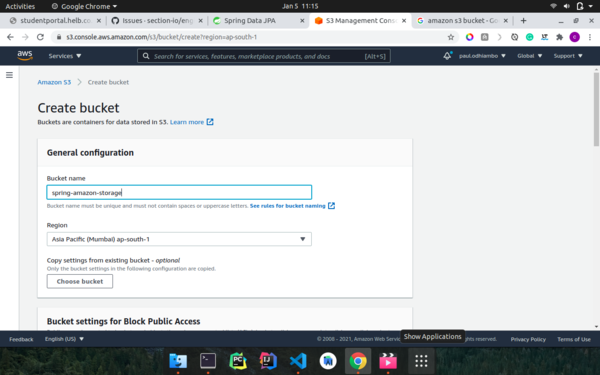 Activities
Google Chrome
Jan 5 11:15
studentportal.helb.co
Issues · section-io/eng
Spring Data JPA
S3 Management Cons
amazon s3 bucket - Go
s3.console.aws.amazon.com/s3/bucket/create?region=ap-south-1
aws
Services
Search for services, features, marketplace products, and docs
[Alt+S]
paul.odhiambo
Global
Support
Amazon S3
Create bucket
Create bucket
Buckets are containers for data stored in S3. Learn more
General configuration
Bucket name
spring-amazon-storage
Bucket name must be unique and must not contain spaces or uppercase letters. See rules for bucket naming
Region
Asia Pacific (Mumbai) ap-south-1
Copy settings from existing bucket - optional
Only the bucket settings in the following configuration are copied.
Choose bucket
Bucket settings for Block Public Access
Feedback
English (US)
© 2008 - 2021, Amazon Web Servic
Show Applications
ghts reserved.
Privacy Policy
Terms of Use